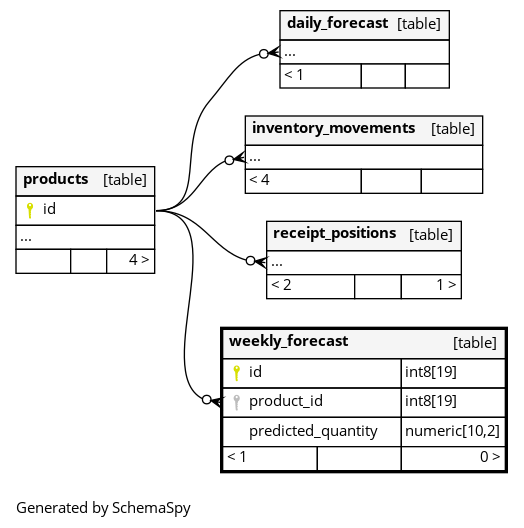 daily_forecast [table]
...
< 1
inventory_movements [table]
...
< 4
products [table]
id
...
4 >
receipt_positions [table]
...
< 2 1 >
weekly_forecast [table]
id int8[19]
product_id int8[19]
predicted_quantity numeric[10,2]
< 1 0 >
Generated by SchemaSpy